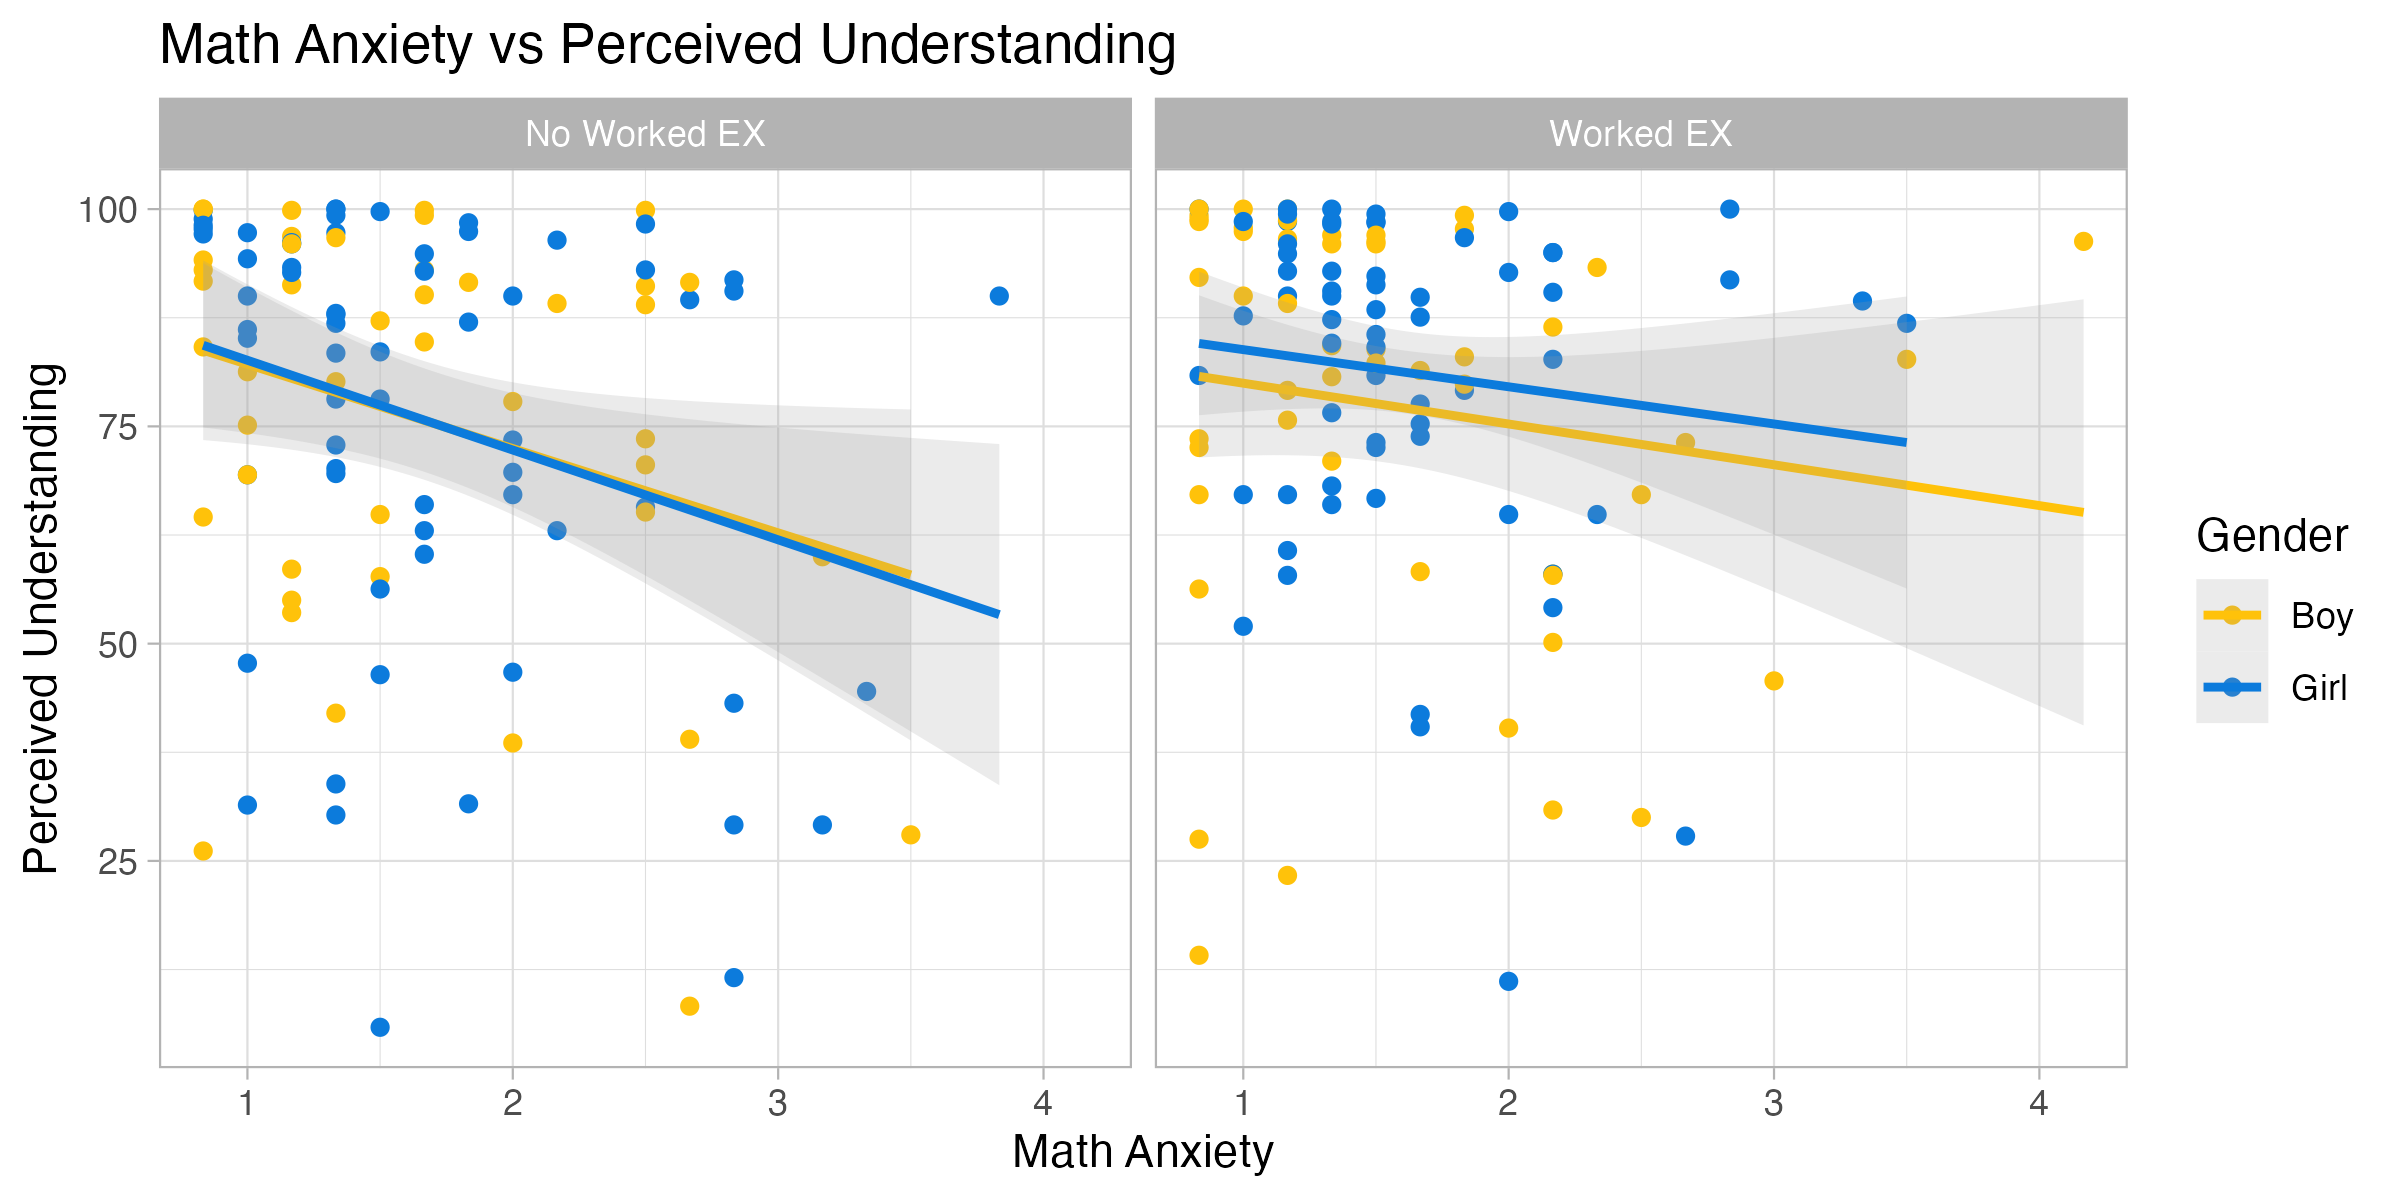 Math Anxiety vs Perceived Understanding
No Worked EX
Worked EX
100
75
50
25
Perceived Understanding
1 2 3 4
1 2 3 4
Math Anxiety
Gender
Boy
Girl